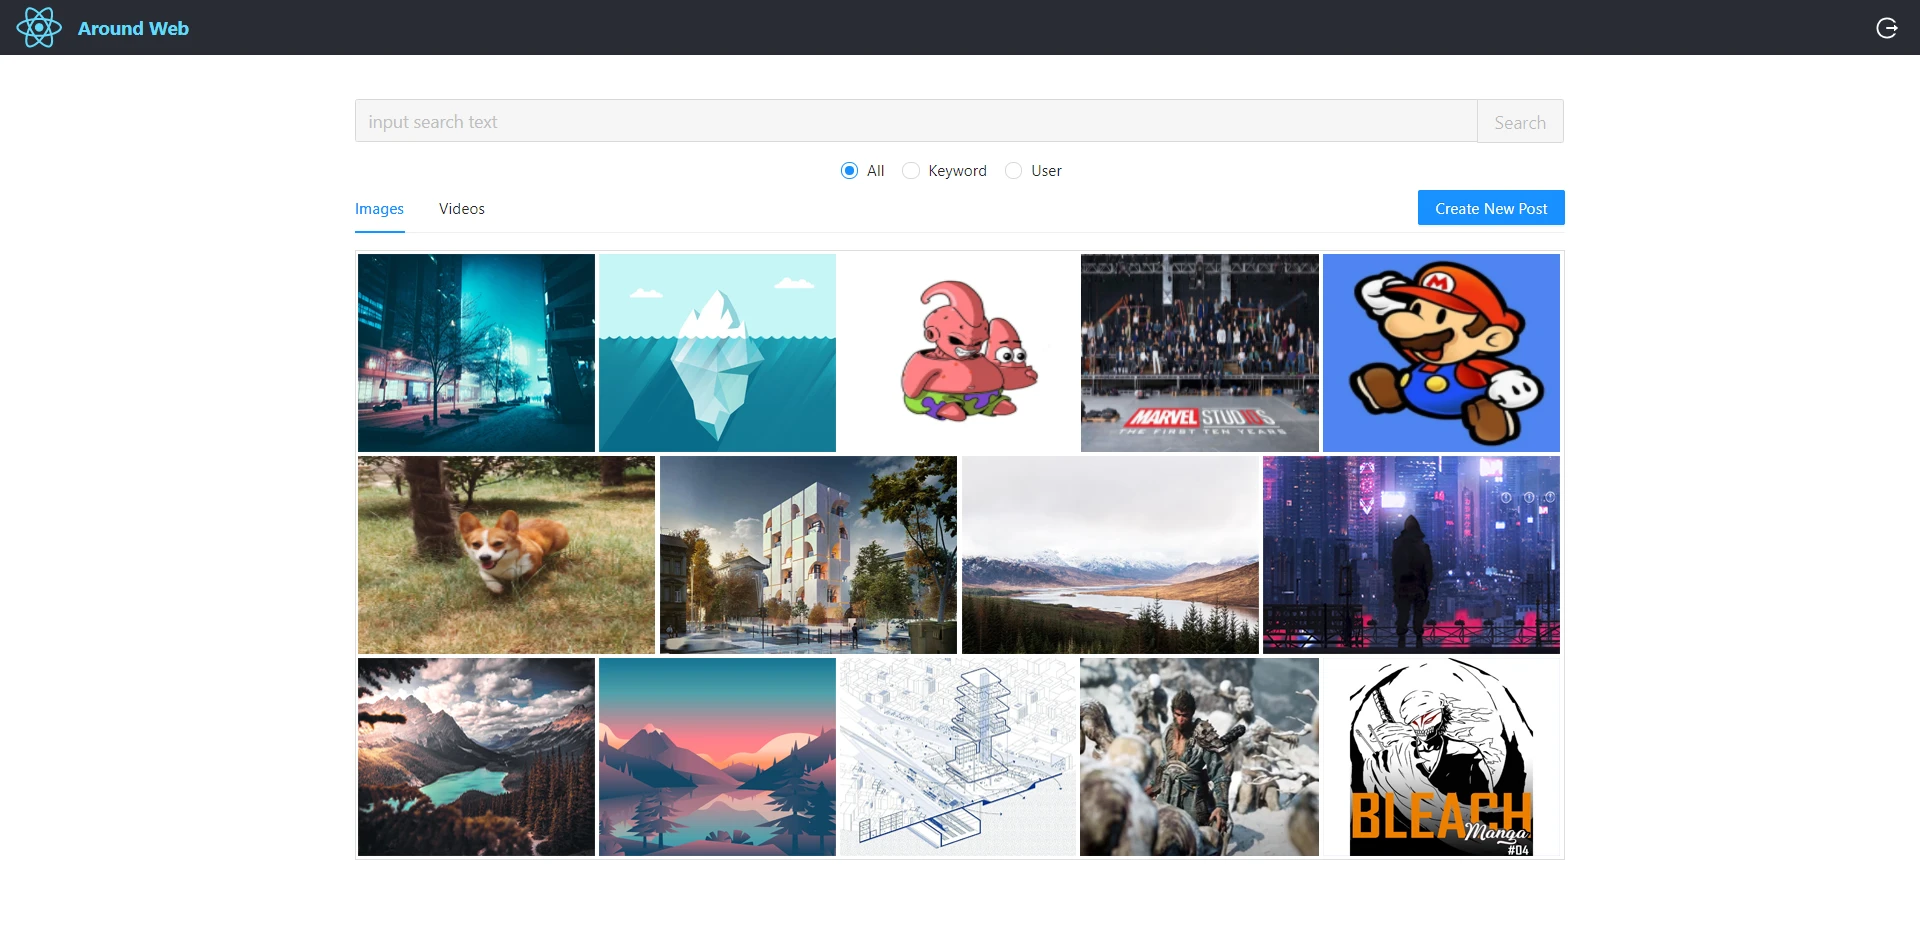 Around Web
input search text
Search
All
Keyword
User
Images
Videos
Create New Post
MARVEL STUDIOS
THE FIRST TEN YEARS
BLEACH
Manga
#04